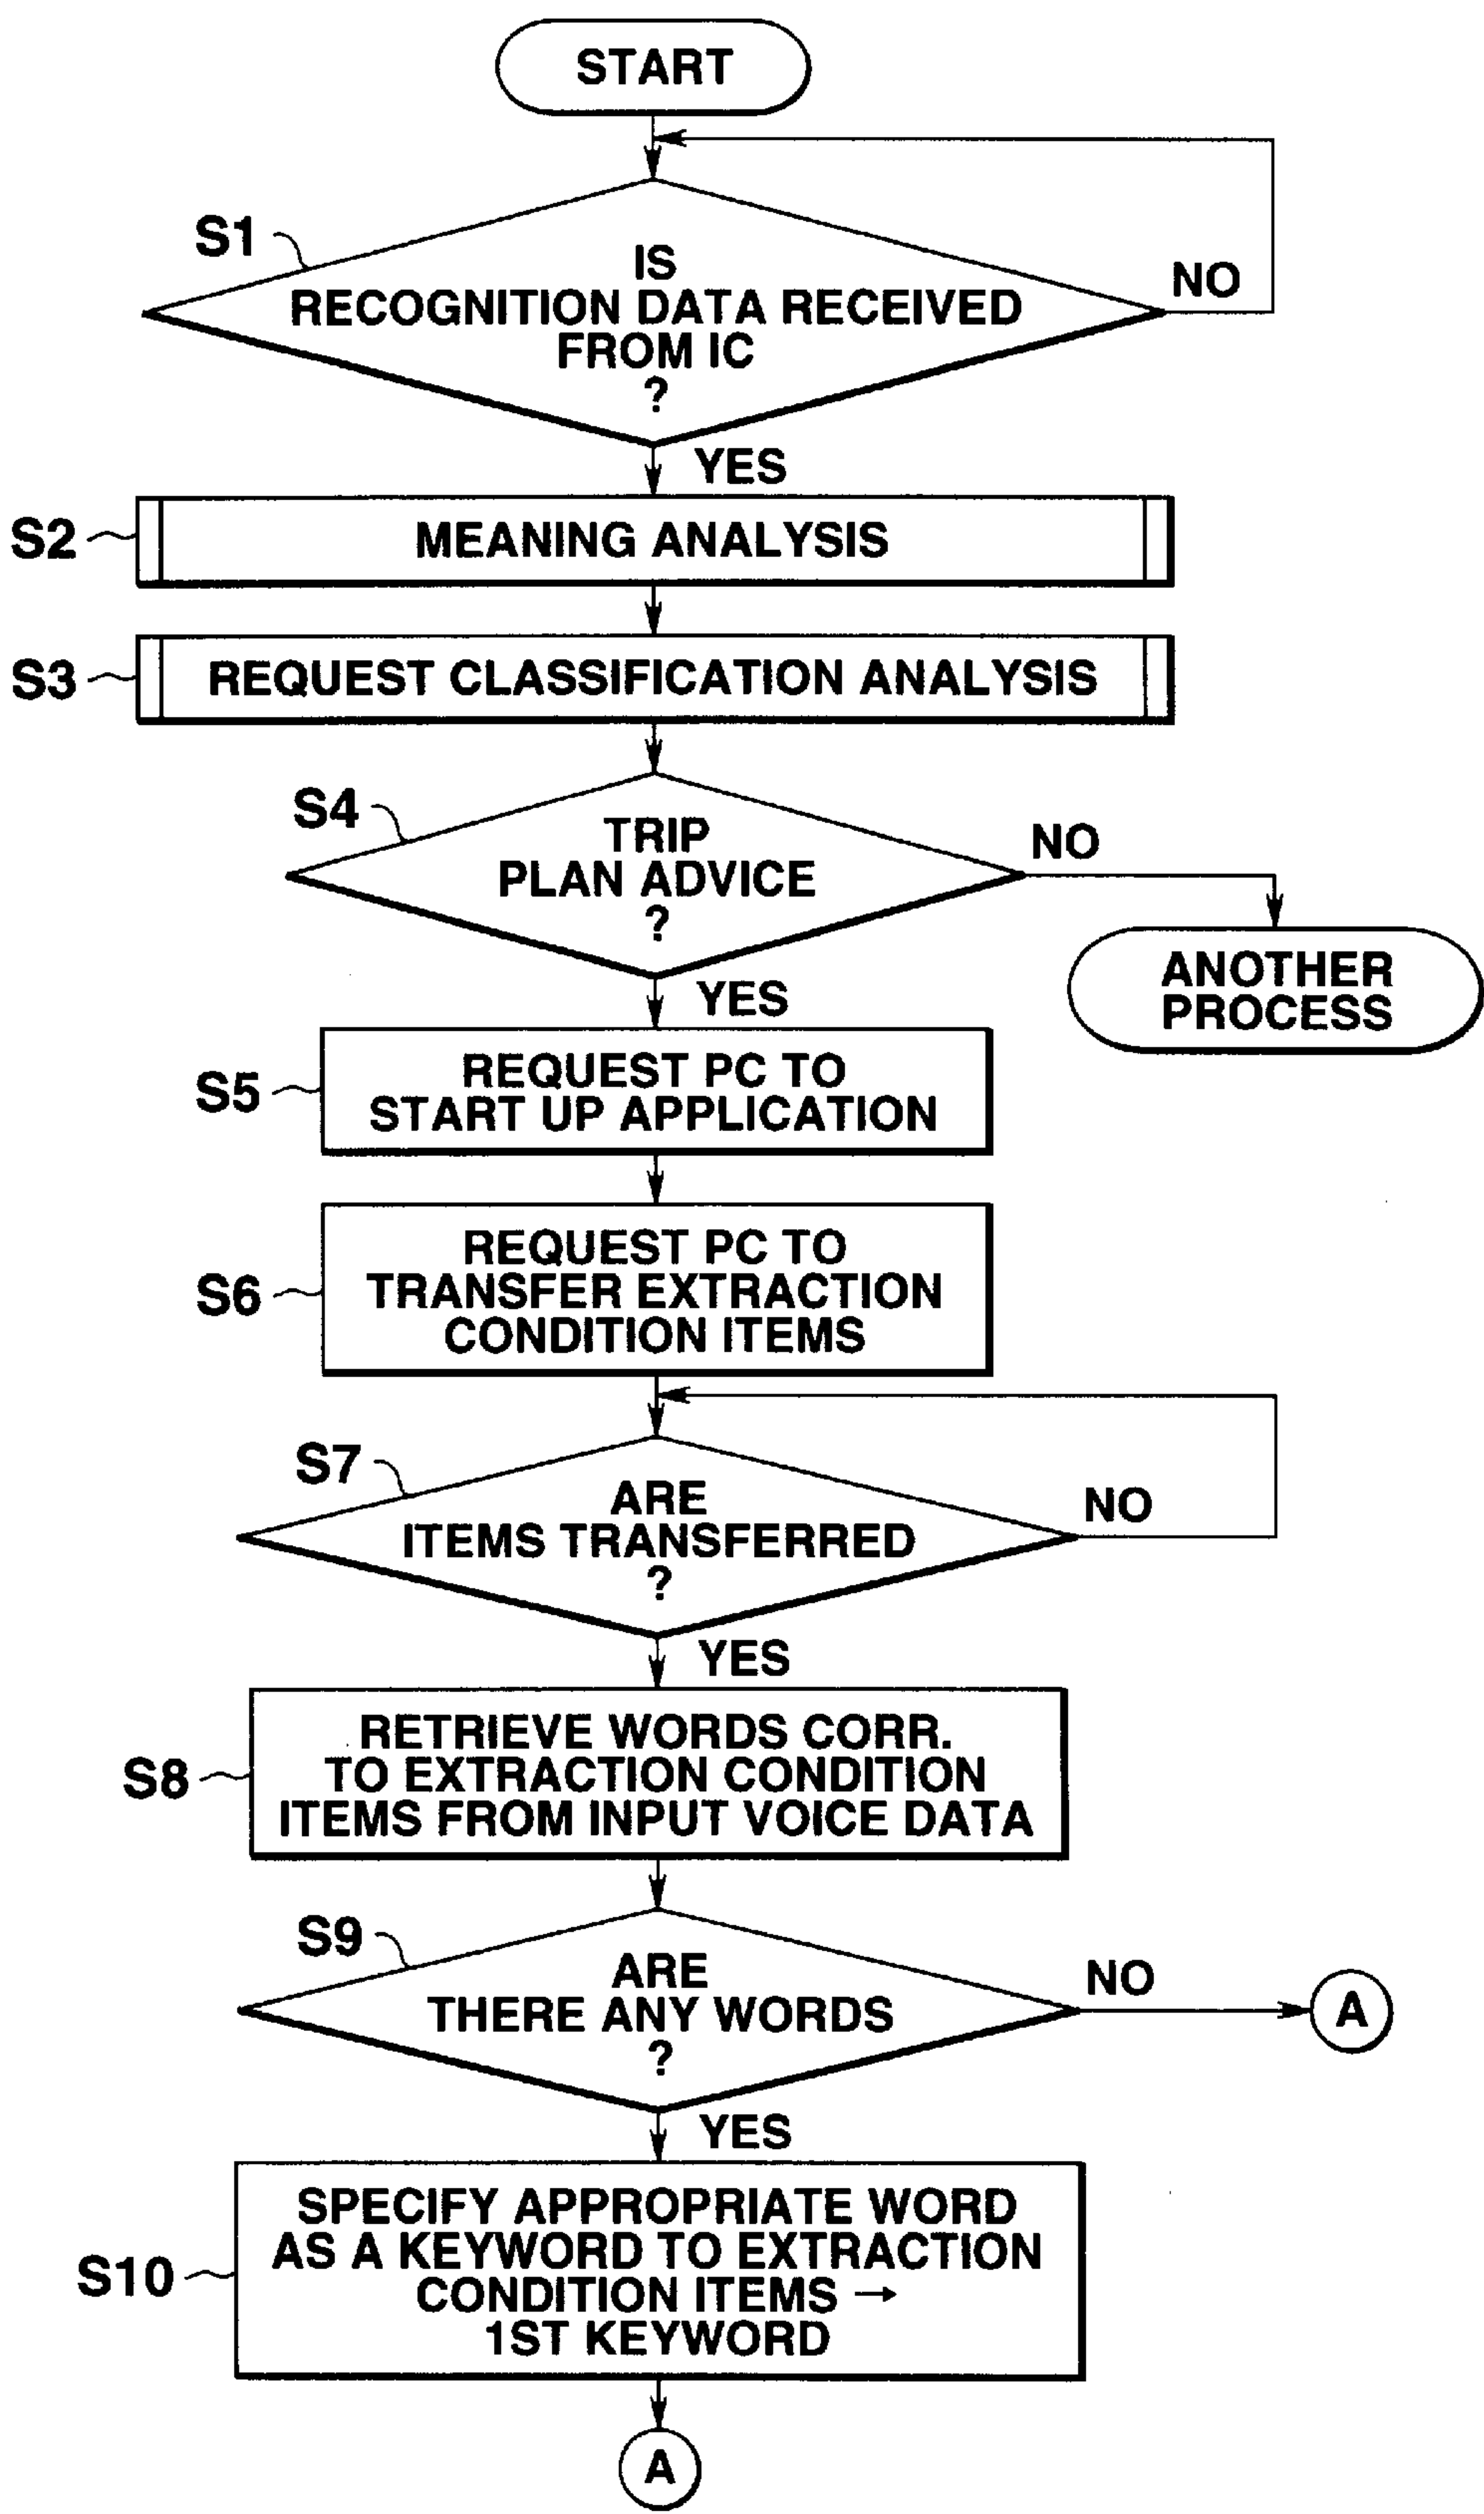 START
S1
IS
RECOGNITION DATA RECEIVED
FROM IC
?
NO
YES
S2
MEANING ANALYSIS
S3
REQUEST CLASSIFICATION ANALYSIS
S4
TRIP
PLAN ADVICE
?
NO
ANOTHER
PROCESS
YES
S5
REQUEST PC TO
START UP APPLICATION
S6
REQUEST PC TO
TRANSFER EXTRACTION
CONDITION ITEMS
S7
ARE
ITEMS TRANSFERRED
?
NO
YES
S8
RETRIEVE WORDS CORR.
TO EXTRACTION CONDITION
ITEMS FROM INPUT VOICE DATA
S9
ARE
THERE ANY WORDS
?
NO
A
YES
S10
SPECIFY APPROPRIATE WORD
AS A KEYWORD TO EXTRACTION
CONDITION ITEMS →
1ST KEYWORD
A